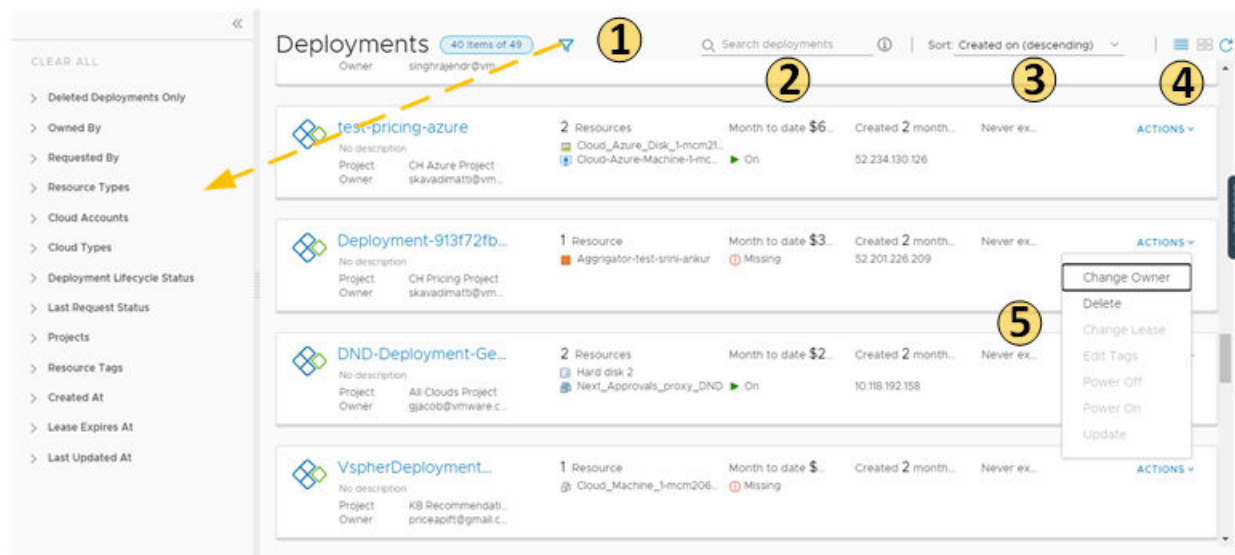 «
CLEAR ALL
> Deleted Deployments Only
> Owned By
> Requested By
> Resource Types
> Cloud Accounts
> Cloud Types
> Deployment Lifecycle Status
> Last Request Status
> Projects
> Resource Tags
> Created At
> Lease Expires At
> Last Updated At
Deployments 40 items of 49 1 Search deployments Sort: Created on (descending)
2 3 4
Owner singhrajendr@vm...
test-pricing-azure 2 Resources Month to date $6... Created 2 month... Never ex... ACTIONS
No description Cloud_Azure_Disk_1-mcm21...
Cloud-Azure-Machine-1-mc... On 52.234.130.126
Project CH Azure Project
Owner skavadimatti@vm...
Deployment-913f72fb... 1 Resource Month to date $3... Created 2 month... Never ex... ACTIONS
No description Aggrigator-test-srini-ankur Missing 52.201.226.209
Project CH Pricing Project
Owner skavadimatti@vm...
Change Owner
Delete
Change Lease
Edit Tags
Power Off
Power On
Update
5
DND-Deployment-Ge... 2 Resources Month to date $2... Created 2 month... Never ex...
No description Hard disk 2
Next_Approvals_proxy_DND On 10.118.192.158
Project All Clouds Project
Owner gjacob@vmware.c...
VspherDeployment... 1 Resource Month to date $... Created 2 month... Never ex... ACTIONS
No description Cloud_Machine_1-mcm206... Missing
Project KB Recommendati...
Owner priceapift@gmail.c...